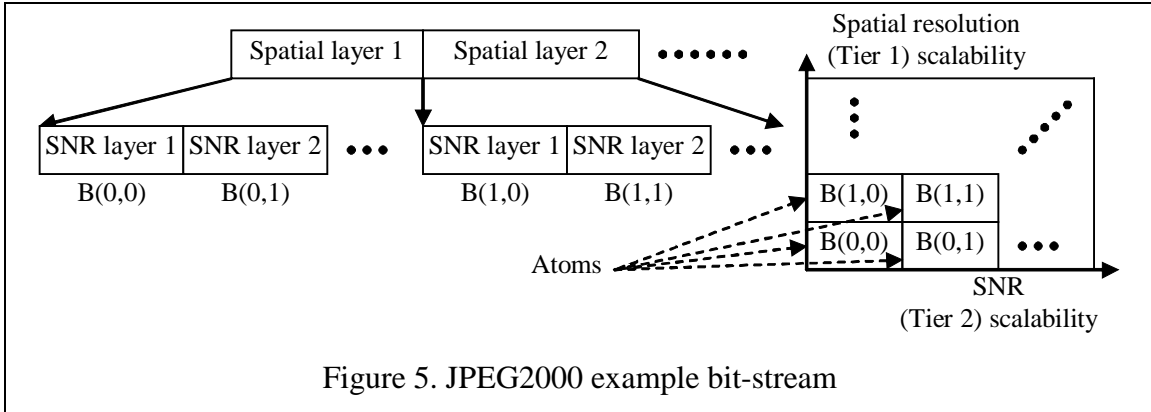 Spatial layer 1 Spatial layer 2
SNR layer 1 SNR layer 2 SNR layer 1 SNR layer 2
B(0,0) B(0,1) B(1,0) B(1,1)
Spatial resolution
(Tier 1) scalability
B(1,0) B(1,1)
B(0,0) B(0,1)
Atoms
SNR
(Tier 2) scalability
Figure 5. JPEG2000 example bit-stream